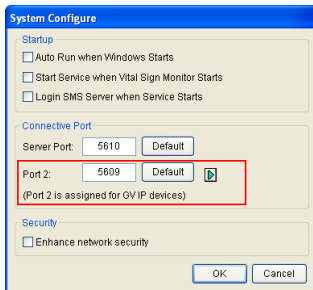 System Configure
Startup
Auto Run when Windows Starts
Start Service when Vital Sign Monitor Starts
Login SMS Server when Service Starts
Connective Port
Server Port: 5610 Default
Port 2: 5609 Default
(Port 2 is assigned for GV IP devices)
Security
Enhance network security
OK Cancel